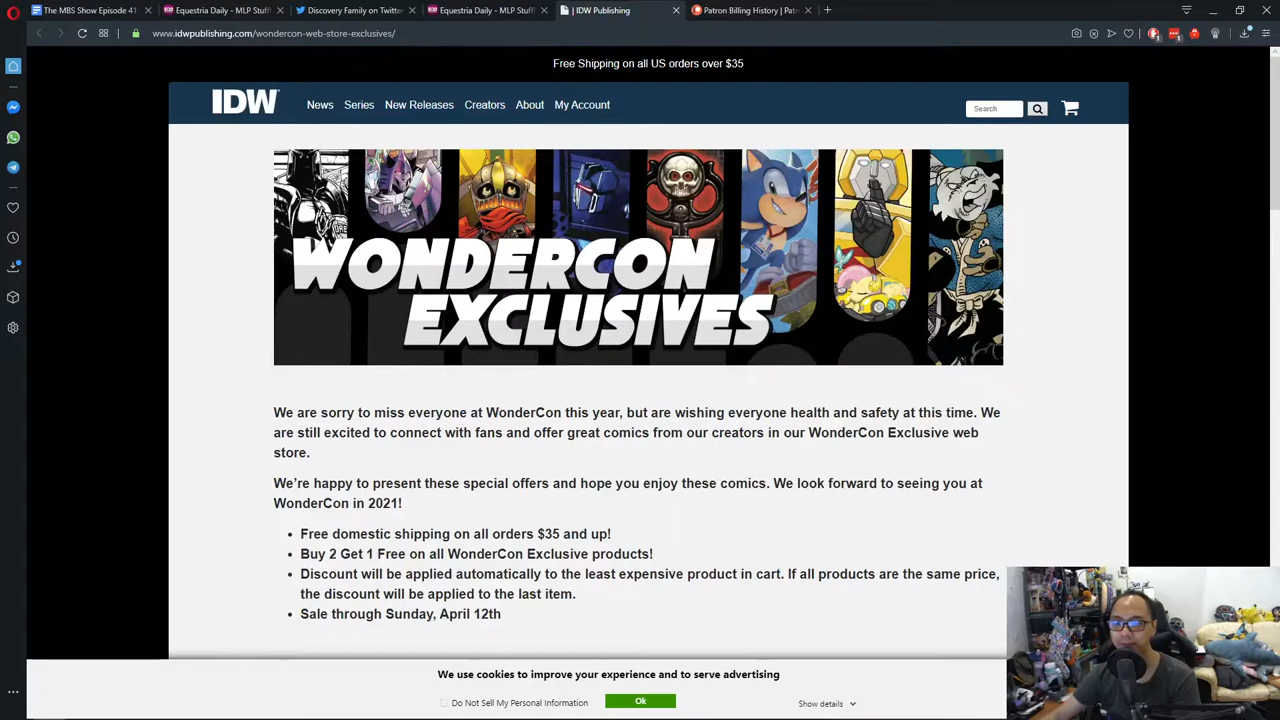 The MBS Show Episode 41
Equestria Daily - MLP Stuff!
Discovery Family on Twitter
Equestria Daily - MLP Stuff!
| IDW Publishing
Patron Billing History | Pat
www.idwpublishing.com/wondercon-web-store-exclusives/
Free Shipping on all US orders over $35
IDW
News Series New Releases Creators About My Account
Search
WONDERCON
EXCLUSIVES
We are sorry to miss everyone at WonderCon this year, but are wishing everyone health and safety at this time. We
are still excited to connect with fans and offer great comics from our creators in our WonderCon Exclusive web
store.
We're happy to present these special offers and hope you enjoy these comics. We look forward to seeing you at
WonderCon in 2021!
• Free domestic shipping on all orders $35 and up!
• Buy 2 Get 1 Free on all WonderCon Exclusive products!
• Discount will be applied automatically to the least expensive product in cart. If all products are the same price,
the discount will be applied to the last item.
• Sale through Sunday, April 12th
We use cookies to improve your experience and to serve advertising
Do Not Sell My Personal Information
Ok
Show details